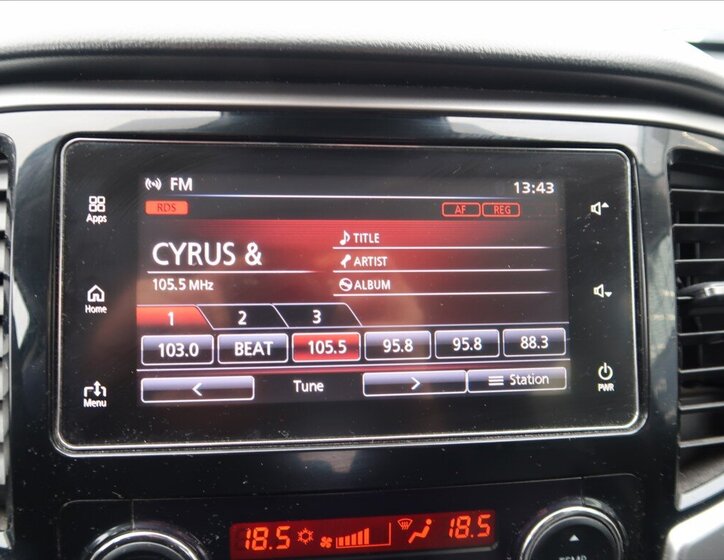 FM 13:43
RDS AF REG
Apps
TITLE
CYRUS &
ARTIST
105.5 MHz
ALBUM
Home
1 2 3
103.0 BEAT 105.5 95.8 95.8 88.3
< Tune > Station
Menu
PWR
18.5 18.5
TEMP